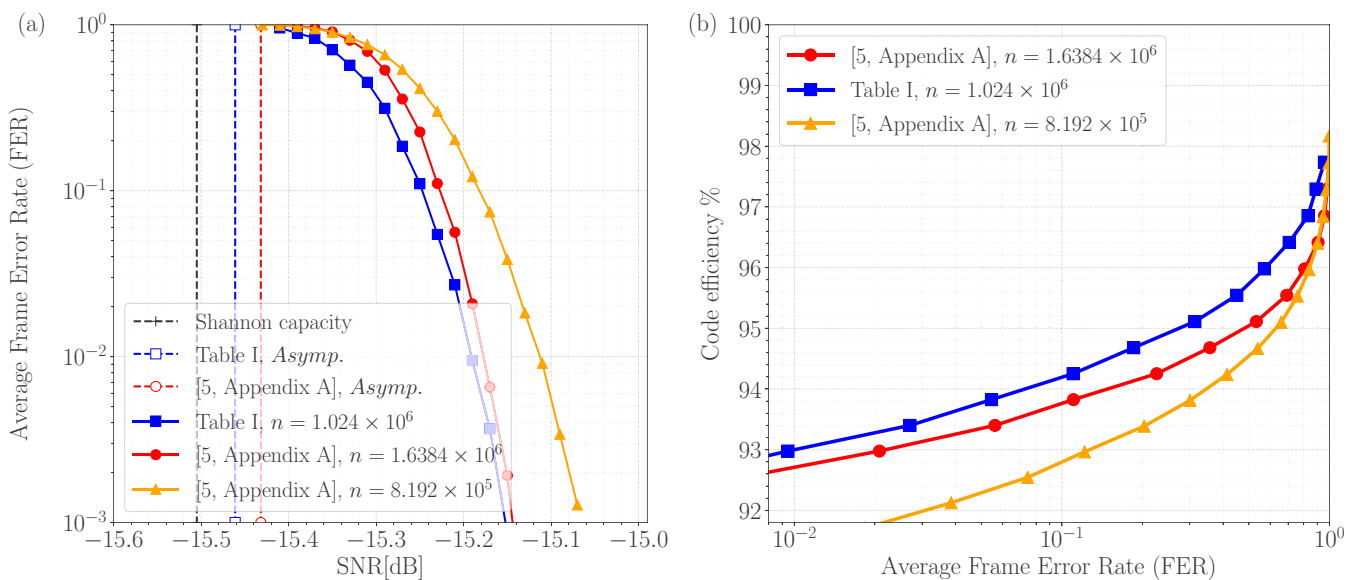 (a)
10^0
10^{-1}
10^{-2}
10^{-3}
Average Frame Error Rate (FER)
Shannon capacity
Table I, Asymp.
[5, Appendix A], Asymp.
Table I, n = 1.024 × 10^6
[5, Appendix A], n = 1.6384 × 10^6
[5, Appendix A], n = 8.192 × 10^5
−15.6 −15.5 −15.4 −15.3 −15.2 −15.1 −15.0
SNR[dB]
(b)
100
99
98
97
96
95
94
93
92
Code efficiency %
[5, Appendix A], n = 1.6384 × 10^6
Table I, n = 1.024 × 10^6
[5, Appendix A], n = 8.192 × 10^5
10^{-2} 10^{-1} 10^0
Average Frame Error Rate (FER)